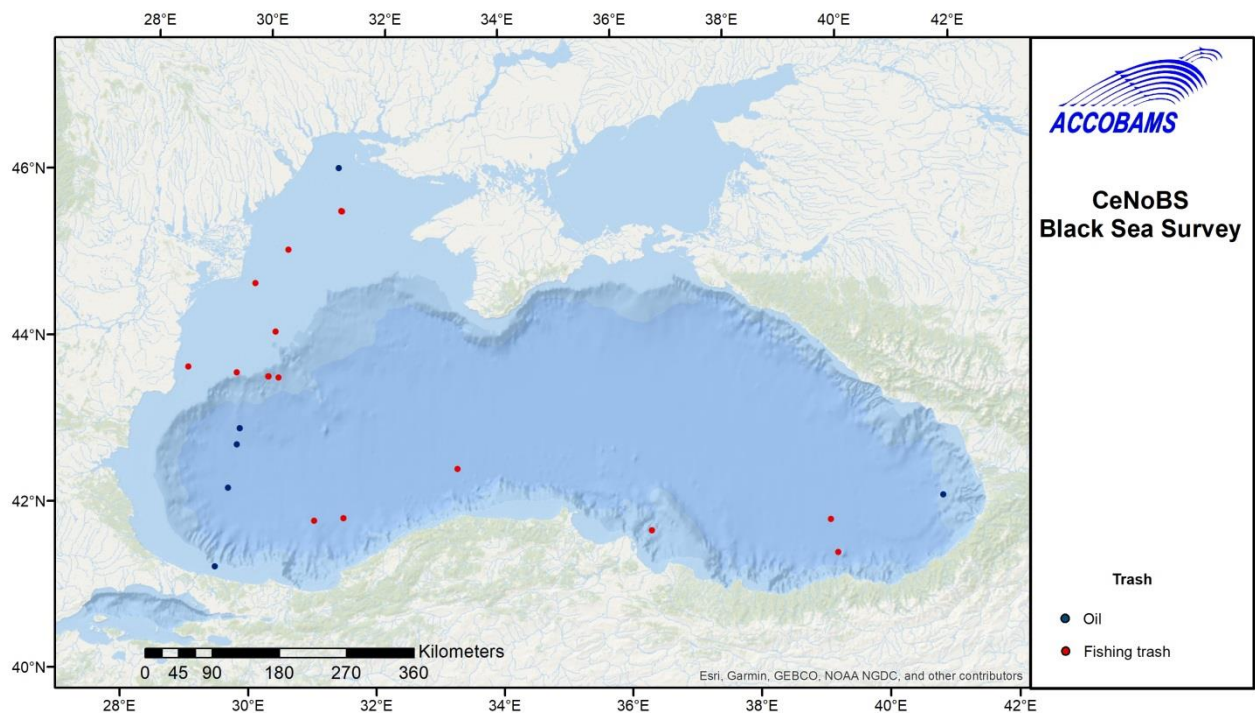 28°E 30°E 32°E 34°E 36°E 38°E 40°E 42°E
ACCOBAMS
CeNoBS
Black Sea Survey
46°N
44°N
42°N
40°N
Trash
Oil
Fishing trash
Kilometers
0 45 90 180 270 360
Esri, Garmin, GEBCO, NOAA NGDC, and other contributors
28°E 30°E 32°E 34°E 36°E 38°E 40°E 42°E